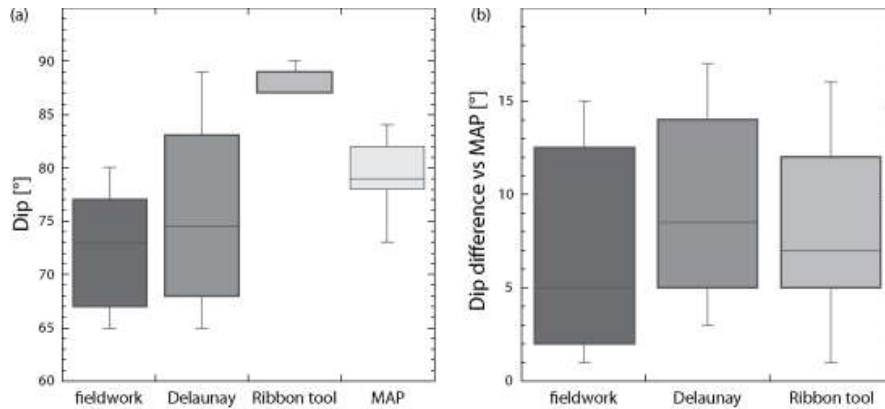 (a)
Dip [°]
90
85
80
75
70
65
60
fieldwork Delaunay Ribbon tool MAP
(b)
Dip difference vs MAP [°]
15
10
5
0
fieldwork Delaunay Ribbon tool